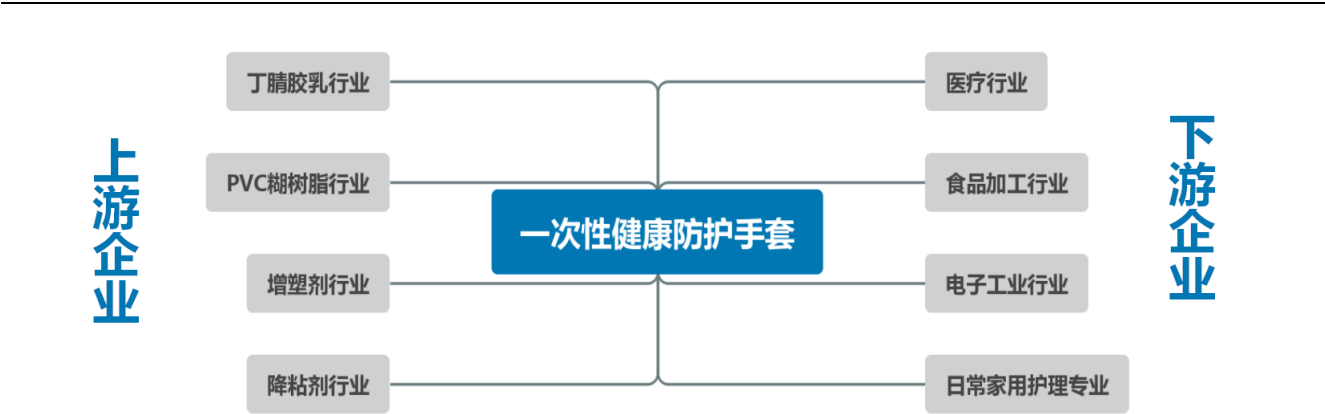 上游企业
丁腈胶乳行业
PVC糊树脂行业
增塑剂行业
降粘剂行业
一次性健康防护手套
医疗行业
食品加工行业
电子工业行业
日常家用护理专业
下游企业